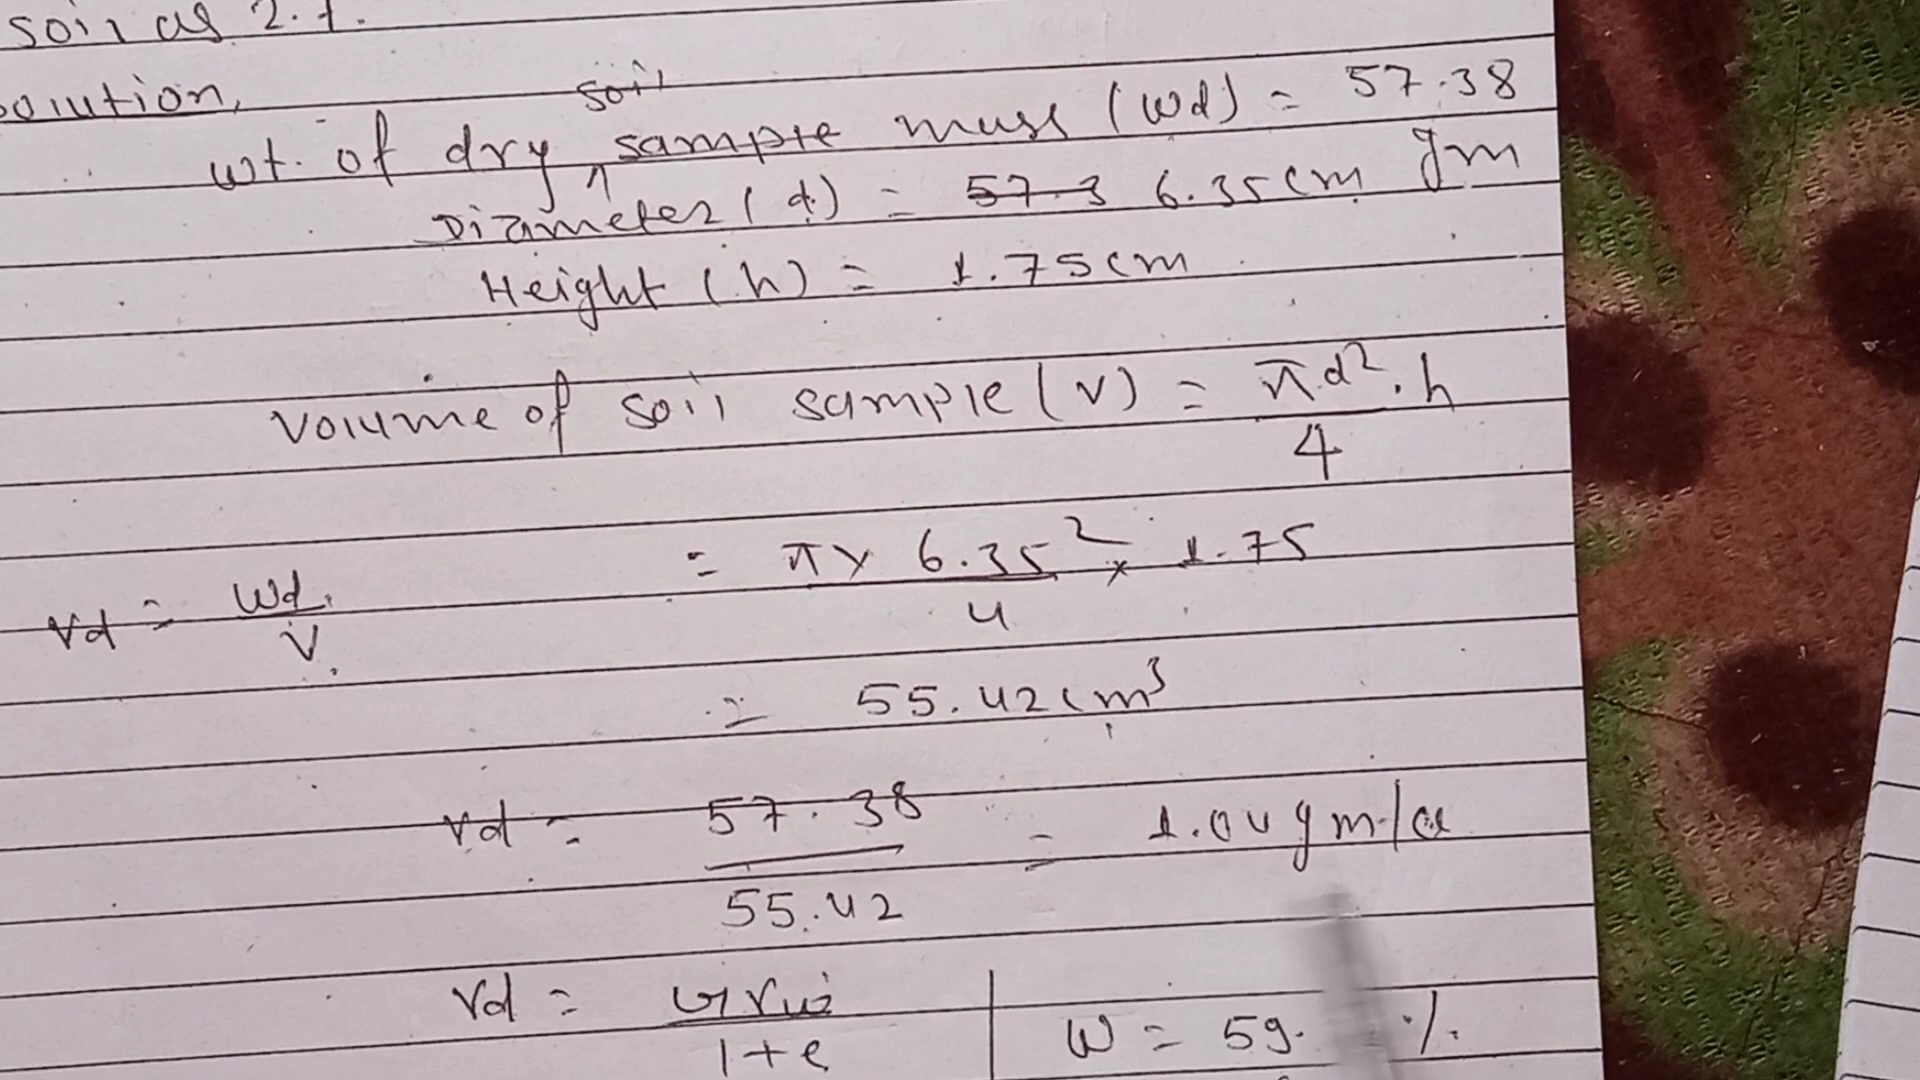 soil as 2.7.
solution,
wt. of dry soil sample mass (Wd) = 57.38 gm
Diameter (d) = 57.3 6.35 cm
Height (h) = 1.75 cm
Volume of soil sample (V) = πd². h / 4
= π × 6.35² × 1.75 / 4
γd = Wd / V
= 55.42 cm³
γd = 57.38 / 55.42 = 1.04 gm/cc
γd = Gγw / 1+e
W = 59. %